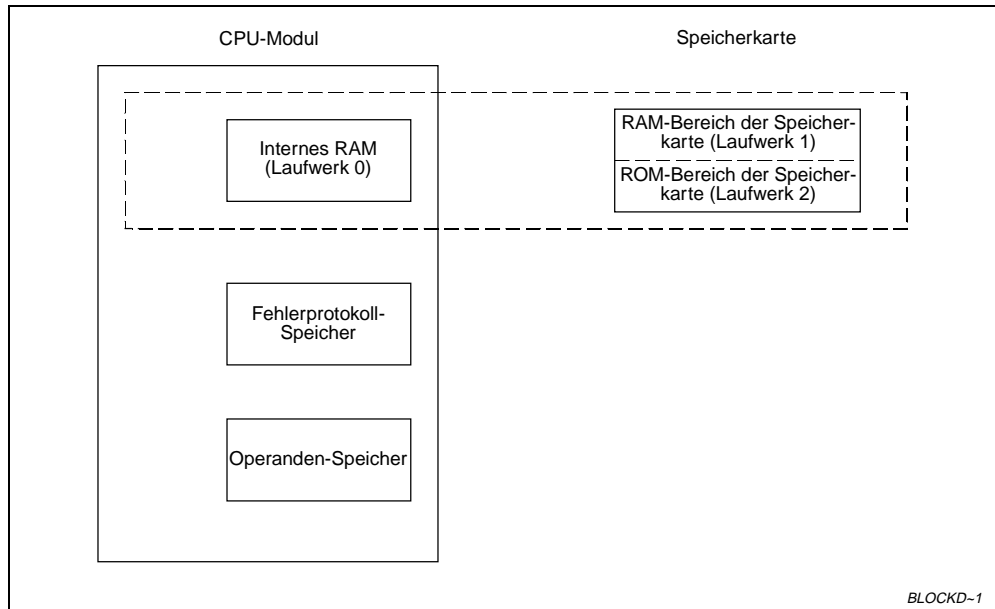 CPU-Modul
Speicherkarte
Internes RAM
(Laufwerk 0)
RAM-Bereich der Speicher-
karte (Laufwerk 1)
ROM-Bereich der Speicher-
karte (Laufwerk 2)
Fehlerprotokoll-
Speicher
Operanden-Speicher
BLOCKD~1